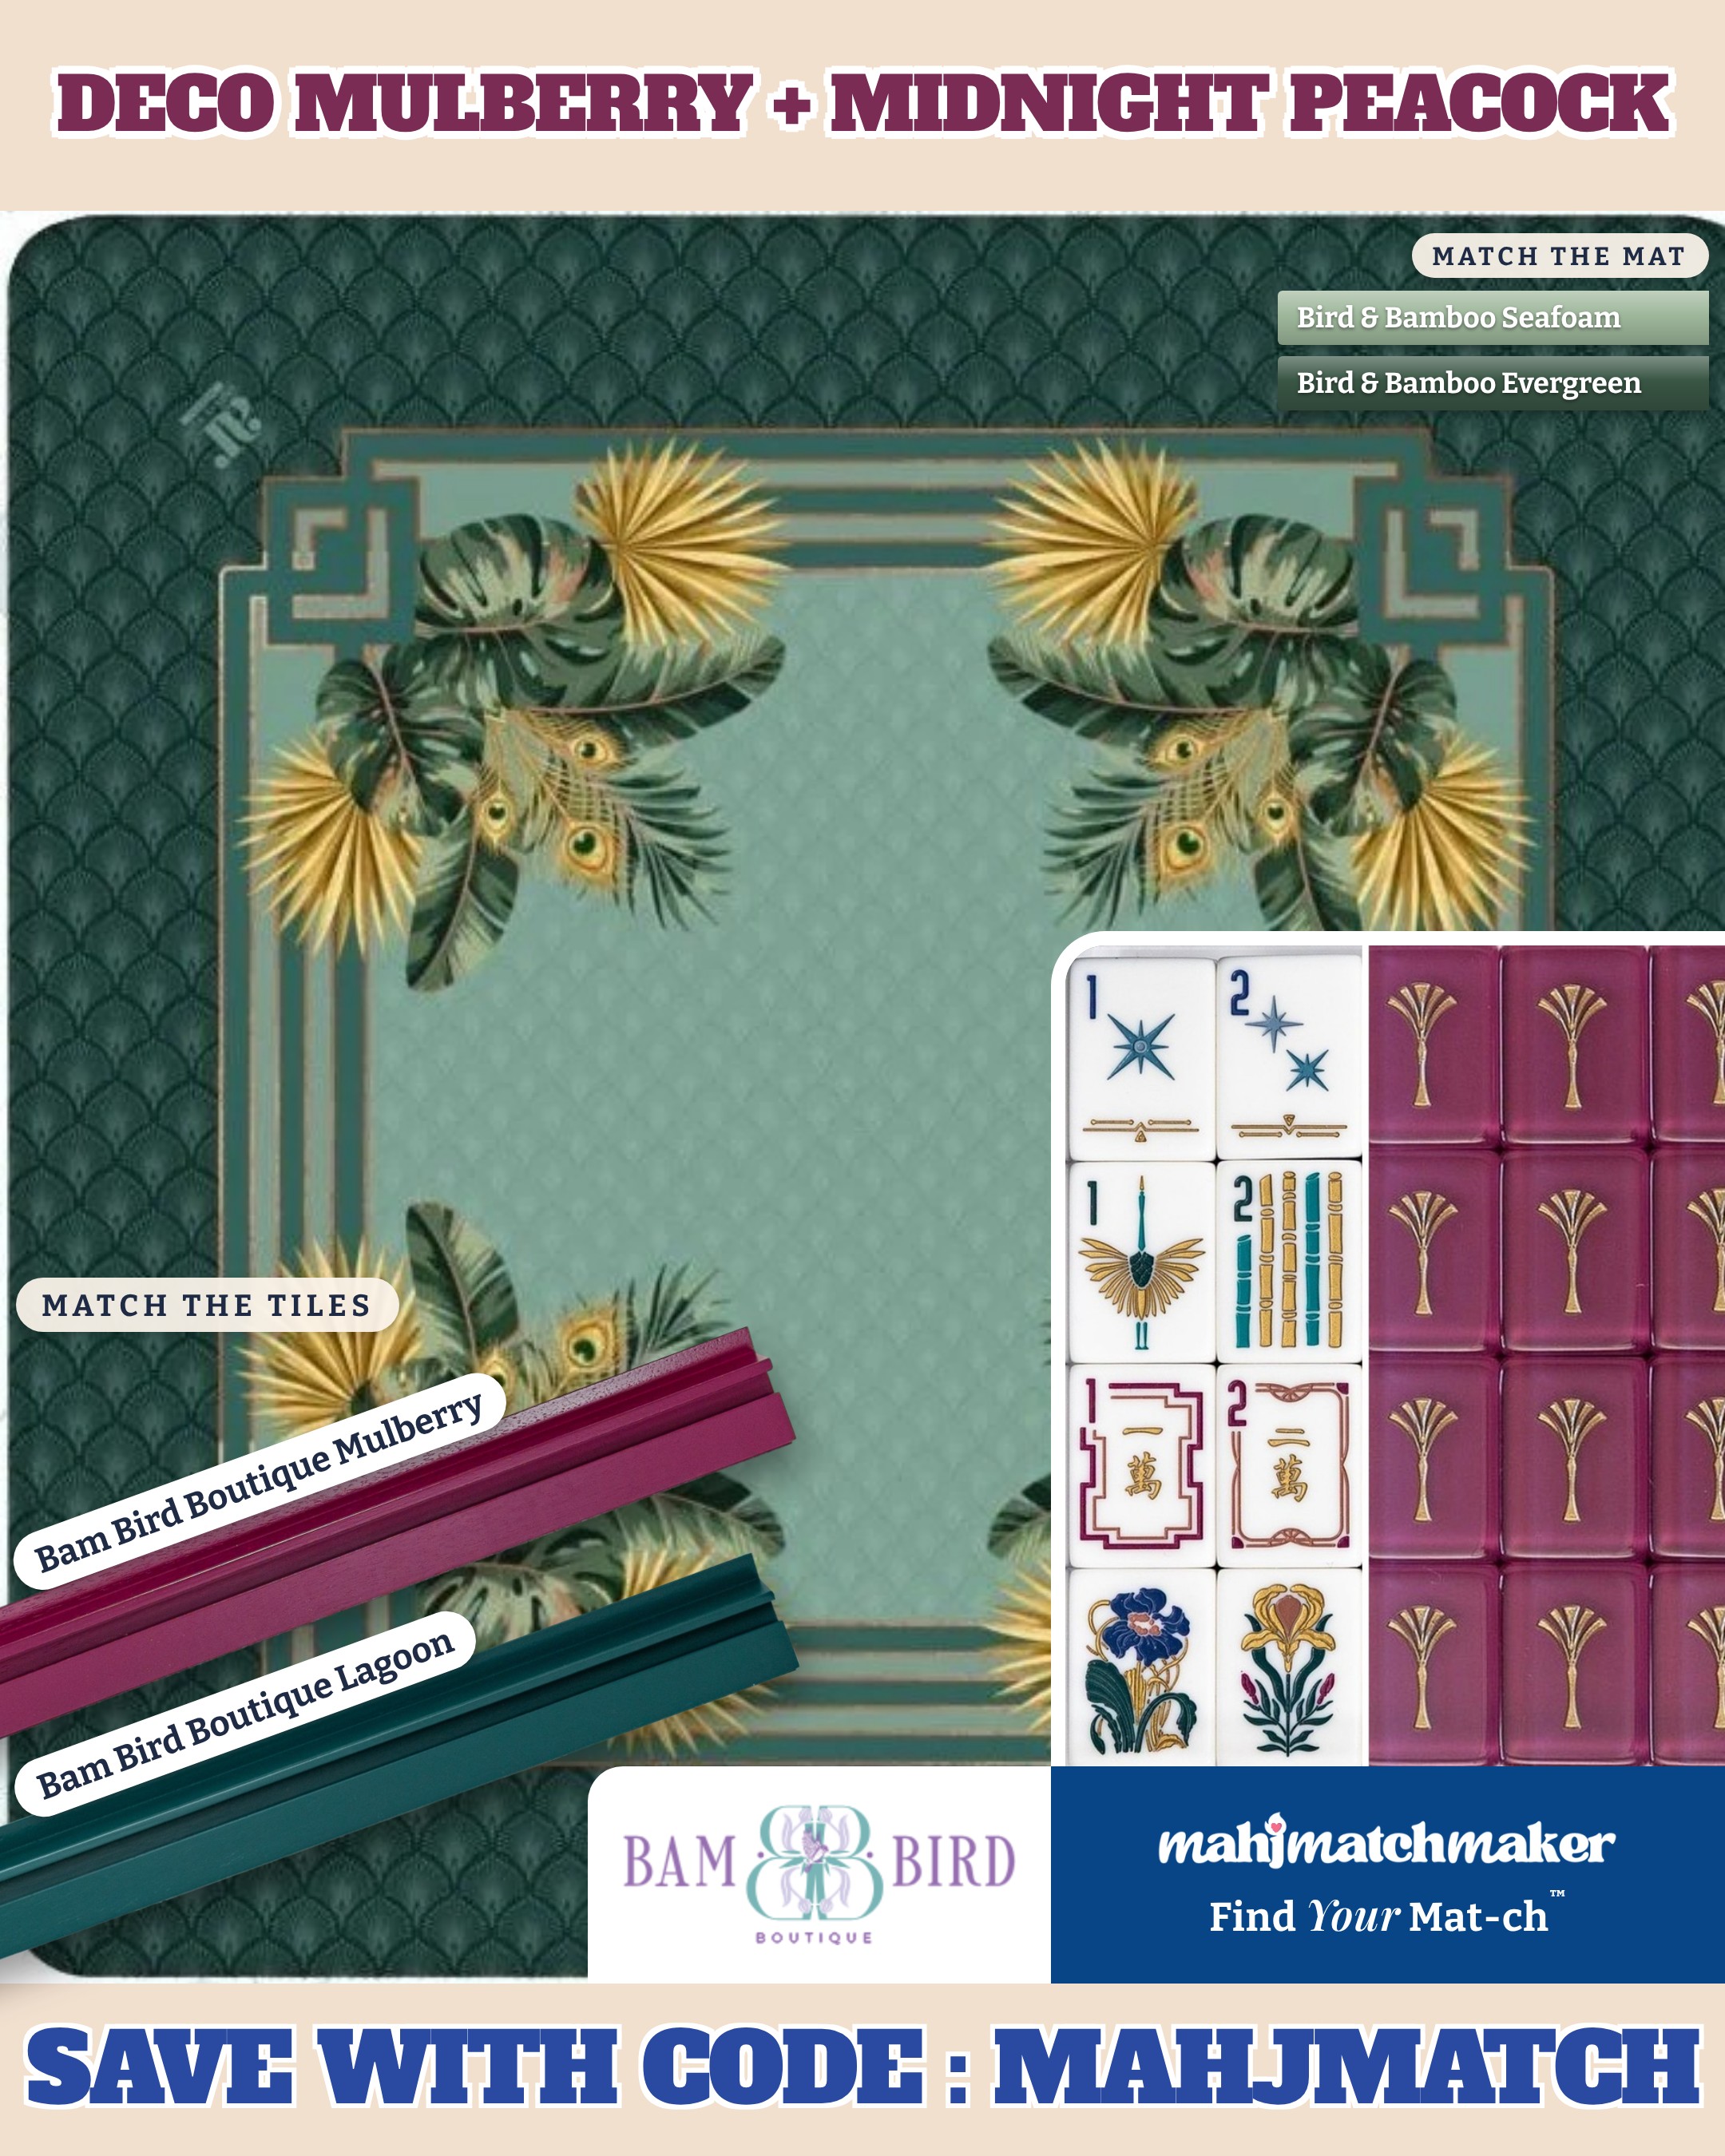 DECO MULBERRY + MIDNIGHT PEACOCK
MATCH THE MAT
Bird & Bamboo Seafoam
Bird & Bamboo Evergreen
1
2
1
2
1
2
一
萬
二
萬
MATCH THE TILES
Bam Bird Boutique Mulberry
Bam Bird Boutique Lagoon
BAM BIRD
BOUTIQUE
mahjmatchmaker
Find Your Mat-ch™
SAVE WITH CODE : MAHJMATCH